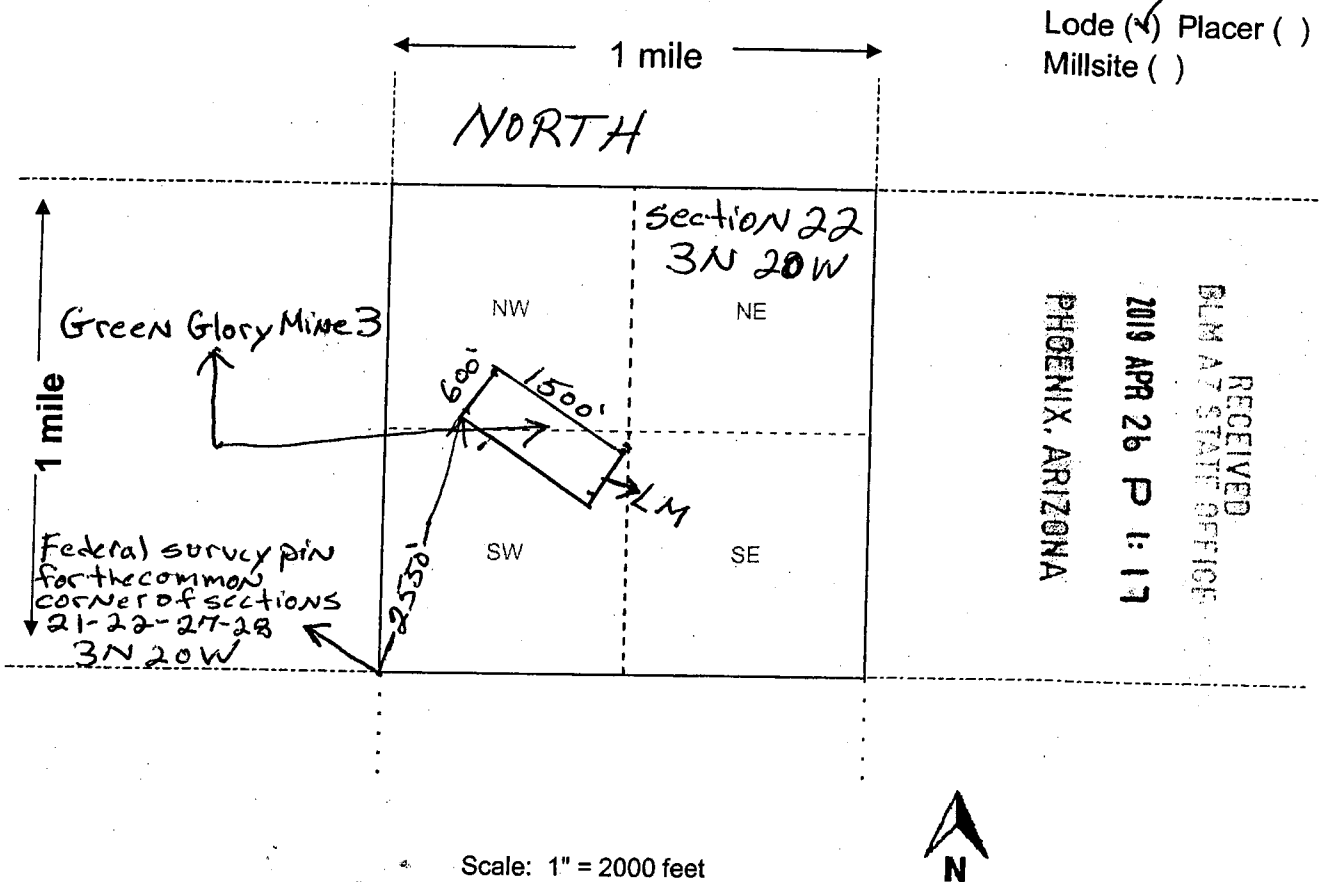 Lode (✓) Placer ( )
Millsite ( )
1 mile
NORTH
Section 22
3N 20W
NW
NE
Green Glory Mine 3
600'
1500'
1 mile
LM
SW
SE
2550'
Federal survey pin
for the common
corner of sections
21-22-27-28
3N 20W
RECEIVED
BLM AZ STATE OFFICE
2019 APR 26 P 1:17
PHOENIX, ARIZONA
Scale: 1" = 2000 feet
N